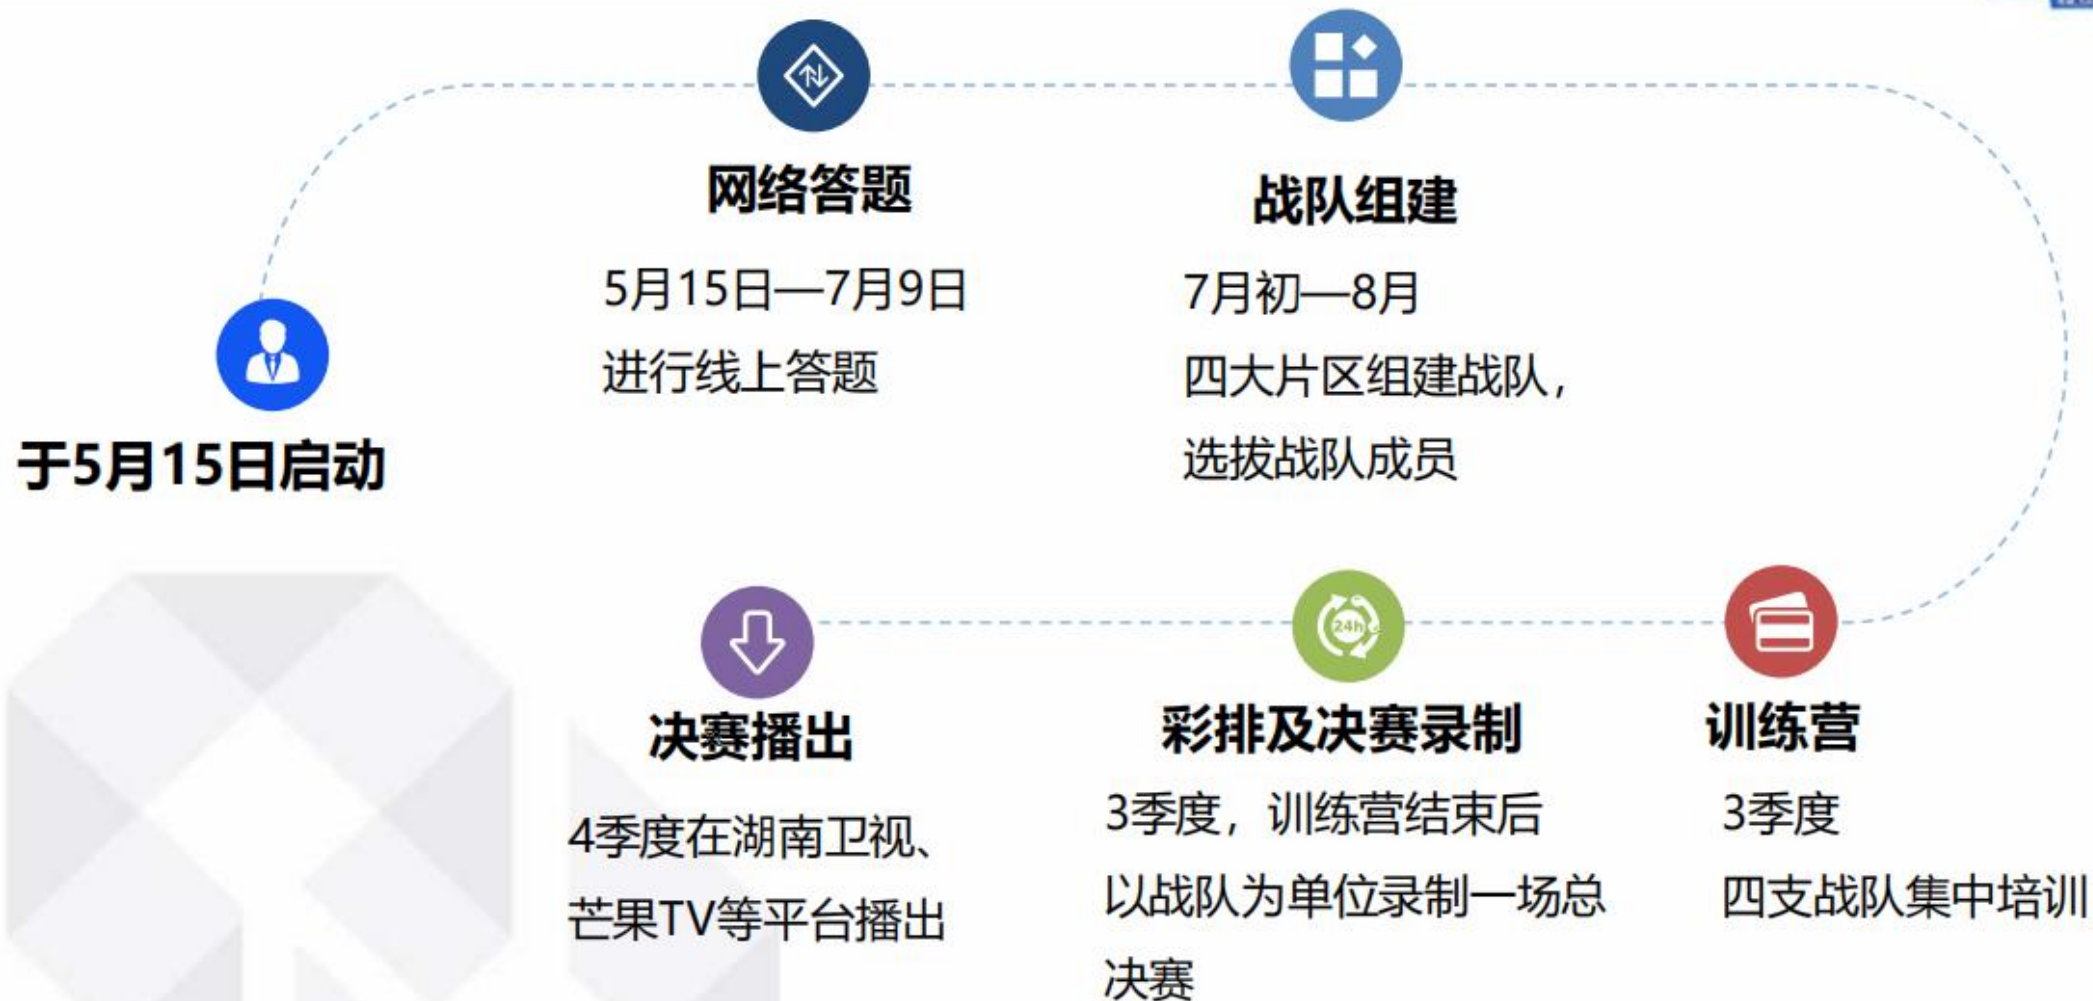 网络答题
5月15日—7月9日
进行线上答题
战队组建
7月初—8月
四大片区组建战队，
选拔战队成员
于5月15日启动
决赛播出
4季度在湖南卫视、
芒果TV等平台播出
24h
彩排及决赛录制
3季度，训练营结束后
以战队为单位录制一场总
决赛
训练营
3季度
四支战队集中培训